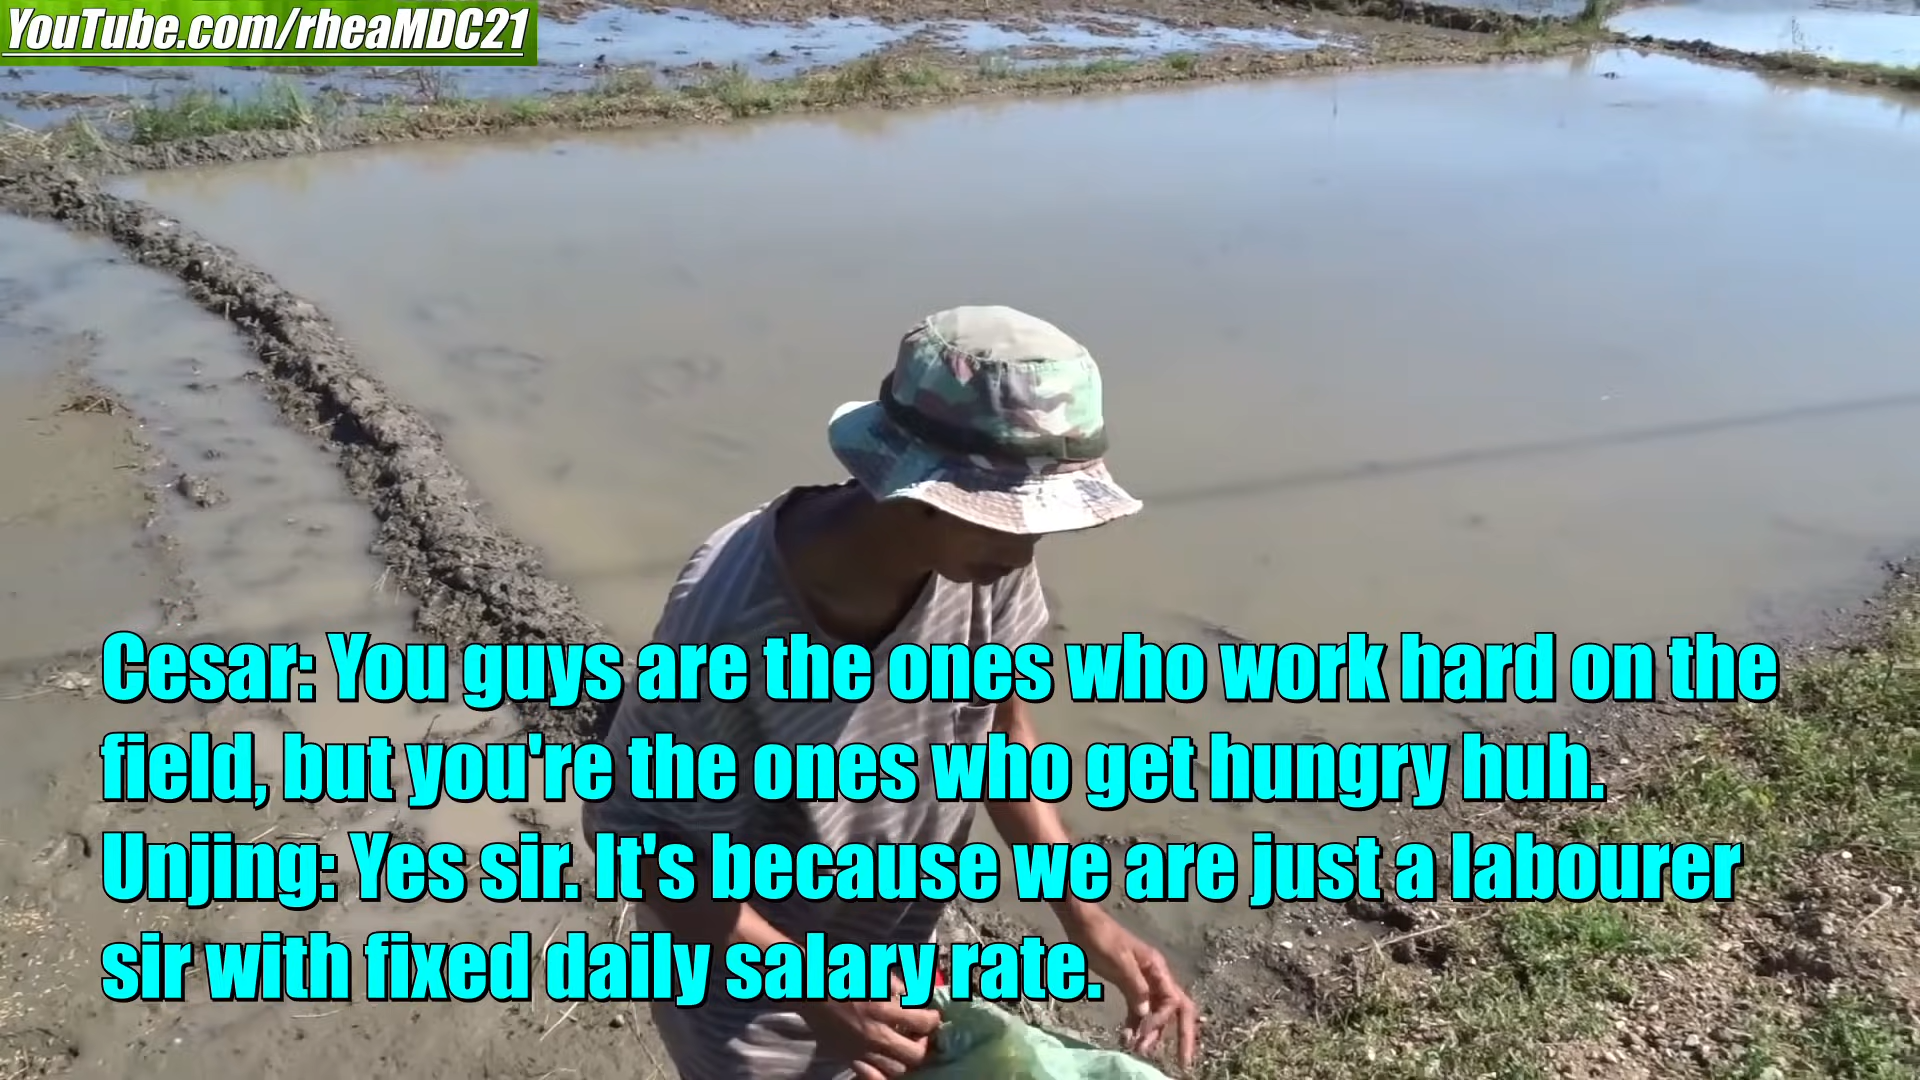 YouTube.com/rheaMDC21
Cesar: You guys are the ones who work hard on the
field, but you're the ones who get hungry huh.
Unjing: Yes sir. It's because we are just a labourer
sir with fixed daily salary rate.